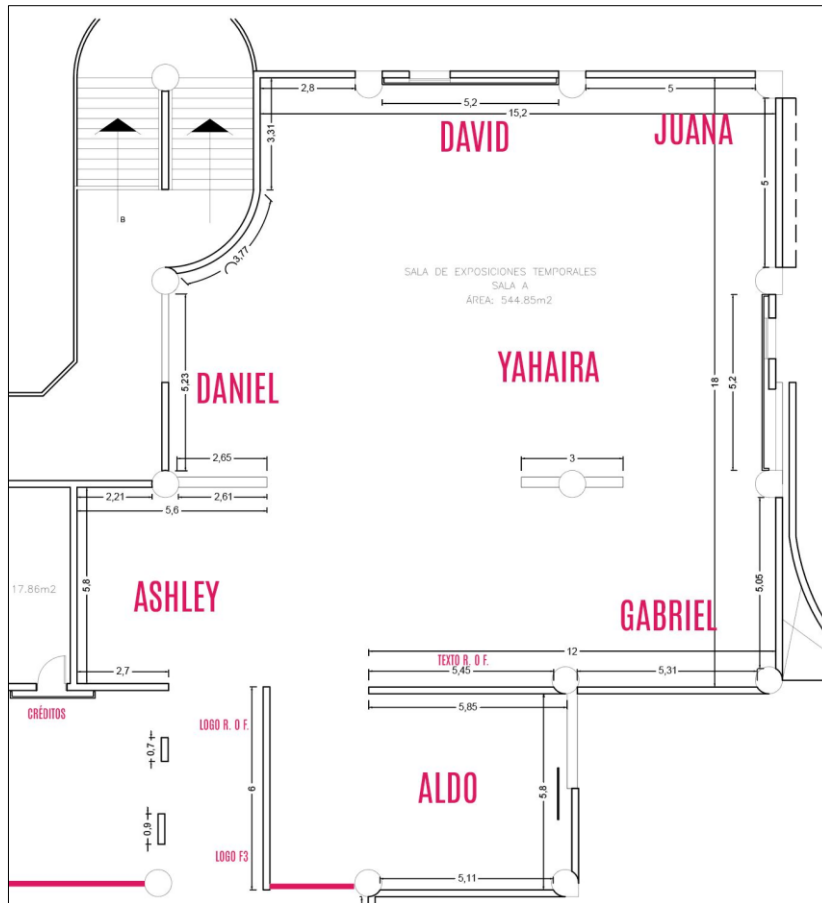 2,8
5,2
5
15,2
DAVID
JUANA
3,31
5
B
3,77
SALA DE EXPOSICIONES TEMPORALES
SALA A
ÁREA: 544.85m2
5,23
DANIEL
YAHAIRA
18
5,2
2,65
3
2,21
2,61
5,6
17.86m2
5,8
ASHLEY
GABRIEL
5,05
12
TEXTO R. O F.
2,7
5,45
5,31
5,85
CRÉDITOS
LOGO R. O F.
0,7
6
ALDO
5,8
0,9
LOGO F3
5,11
1